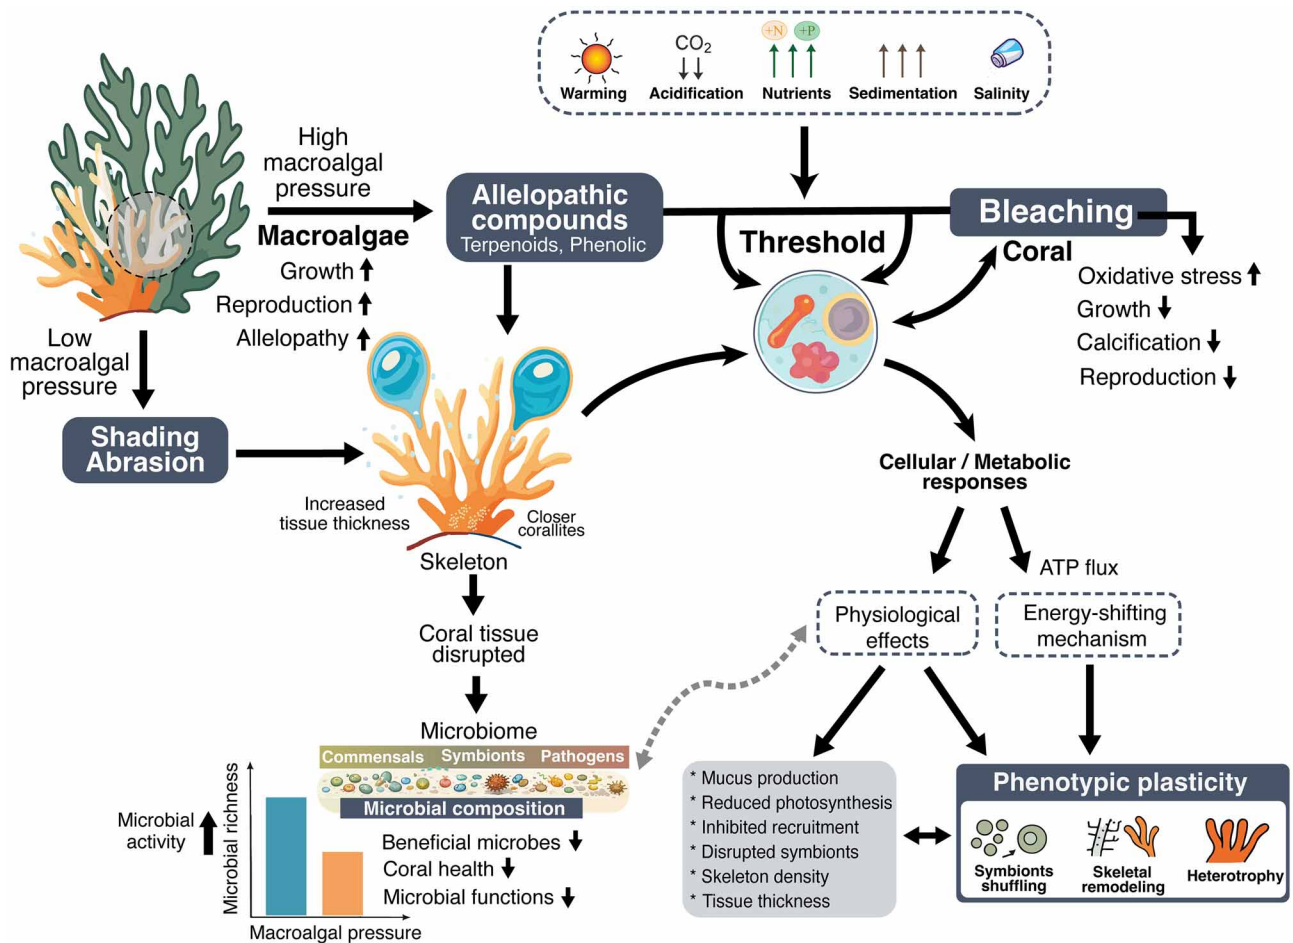 +N +P
CO2
Warming Acidification Nutrients Sedimentation Salinity
High
macroalgal
pressure
Macroalgae
Growth
Reproduction
Allelopathy
Allelopathic
compounds
Terpenoids, Phenolic
Threshold
Bleaching
Coral
Oxidative stress
Growth
Calcification
Reproduction
Low
macroalgal
pressure
Shading
Abrasion
Increased
tissue thickness
Closer
corallites
Skeleton
Coral tissue
disrupted
Microbiome
Commensals Symbionts Pathogens
Microbial composition
Beneficial microbes
Coral health
Microbial functions
Microbial
activity
Microbial richness
Macroalgal pressure
Cellular / Metabolic
responses
ATP flux
Physiological
effects
Energy-shifting
mechanism
* Mucus production
* Reduced photosynthesis
* Inhibited recruitment
* Disrupted symbionts
* Skeleton density
* Tissue thickness
Phenotypic plasticity
Symbionts
shuffling
Skeletal
remodeling
Heterotrophy